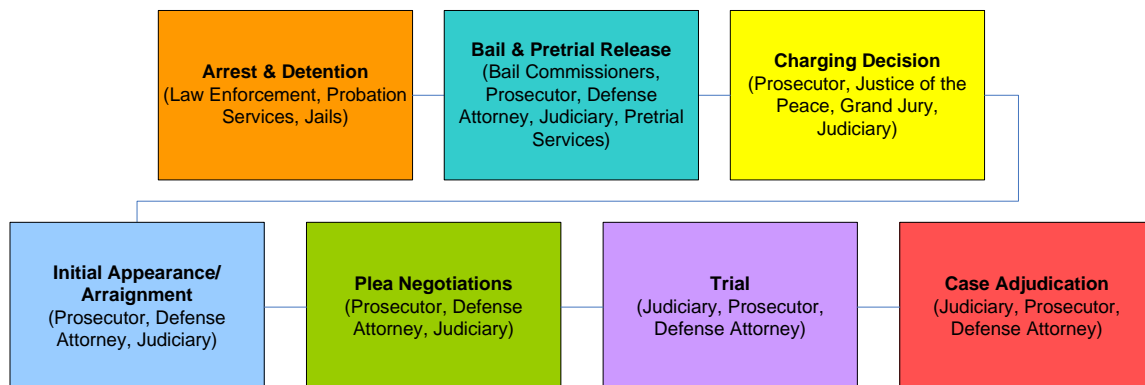 Arrest & Detention
(Law Enforcement, Probation
Services, Jails)
Bail & Pretrial Release
(Bail Commissioners,
Prosecutor, Defense
Attorney, Judiciary, Pretrial
Services)
Charging Decision
(Prosecutor, Justice of the
Peace, Grand Jury,
Judiciary)
Initial Appearance/
Arraignment
(Prosecutor, Defense
Attorney, Judiciary)
Plea Negotiations
(Prosecutor, Defense
Attorney, Judiciary)
Trial
(Judiciary, Prosecutor,
Defense Attorney)
Case Adjudication
(Judiciary, Prosecutor,
Defense Attorney)